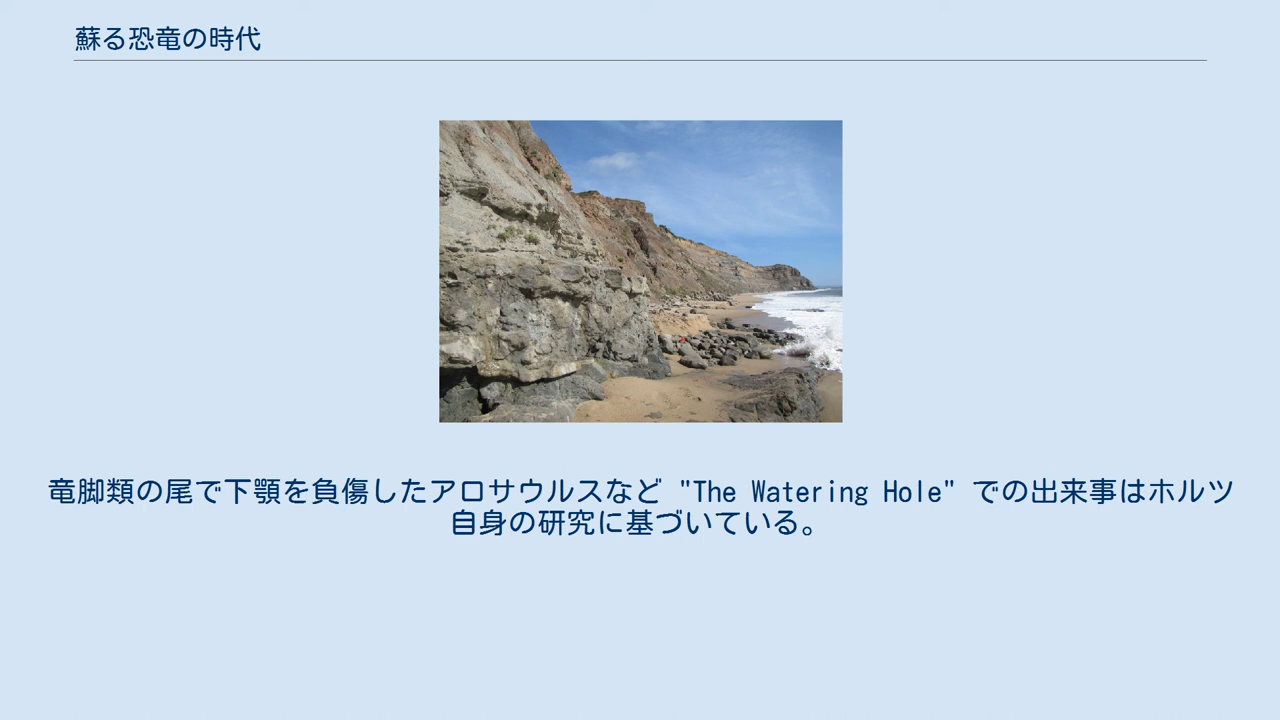 蘇る恐竜の時代
竜脚類の尾で下顎を負傷したアロサウルスなど "The Watering Hole" での出来事はホルツ
自身の研究に基づいている。